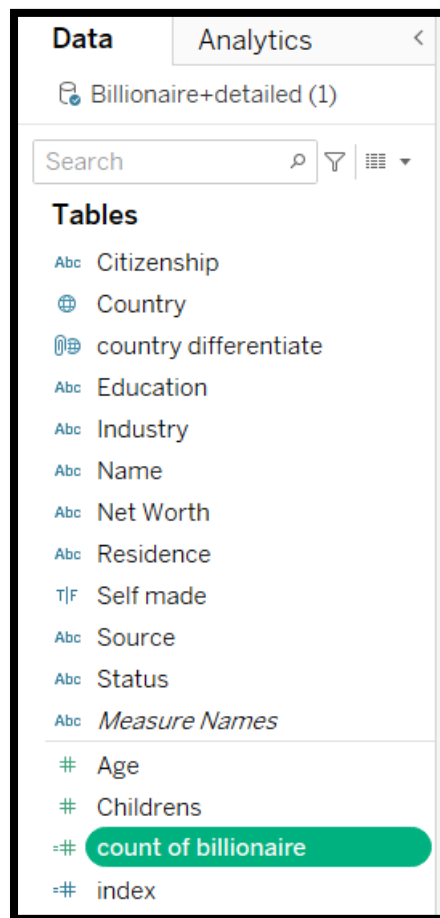 Data Analytics
Billionaire+detailed (1)
Search
Tables
Abc Citizenship
Country
country differentiate
Abc Education
Abc Industry
Abc Name
Abc Net Worth
Abc Residence
T|F Self made
Abc Source
Abc Status
Abc Measure Names
# Age
# Childrens
=# count of billionaire
=# index